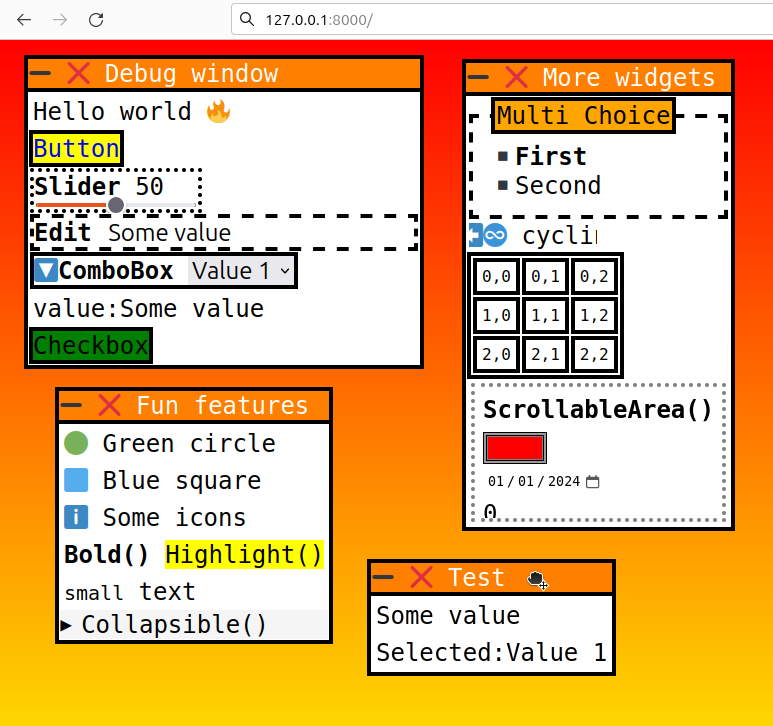 127.0.0.1:8000/
Debug window
Hello world
Button
Slider 50
Edit Some value
ComboBox Value 1
value:Some value
Checkbox
More widgets
Multi Choice
First
Second
0,0 0,1 0,2
1,0 1,1 1,2
2,0 2,1 2,2
ScrollableArea()
01/01/2024
0
Fun features
Green circle
Blue square
i Some icons
Bold() Highlight()
small text
Collapsible()
Test
Some value
Selected:Value 1